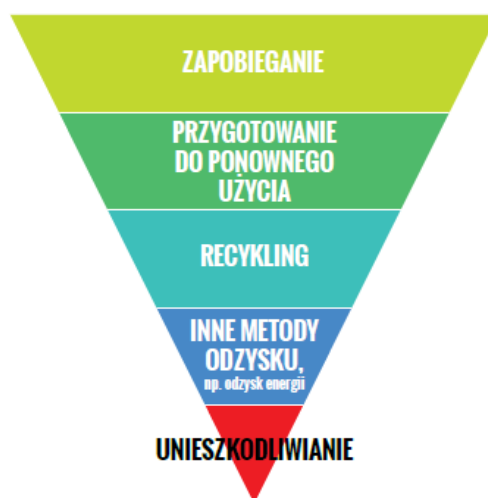 ZAPOBIEGANIE
PRZYGOTOWANIE
DO PONOWNEGO
UŻYCIA
RECYKLING
INNE METODY
ODZYSKU,
np. odzysk energii
UNIESZKODLIWIANIE